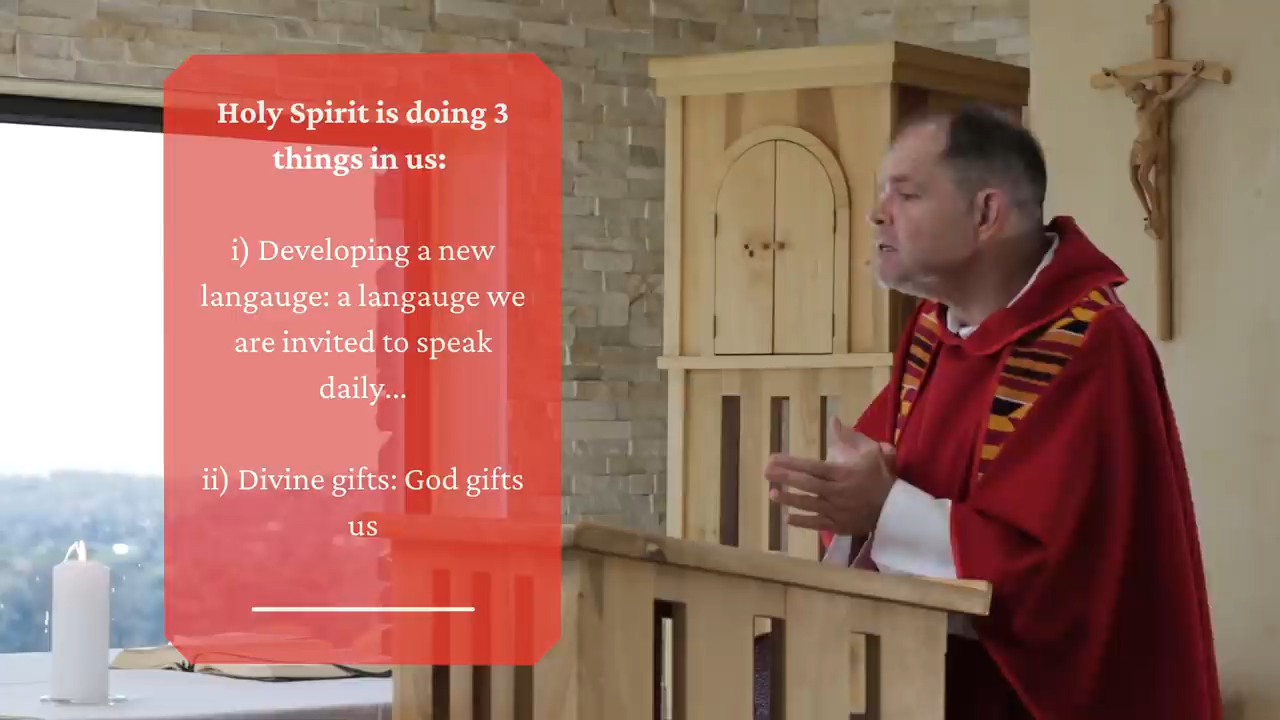 Holy Spirit is doing 3
things in us:
i) Developing a new
langauge: a langauge we
are invited to speak
daily...
ii) Divine gifts: God gifts
us